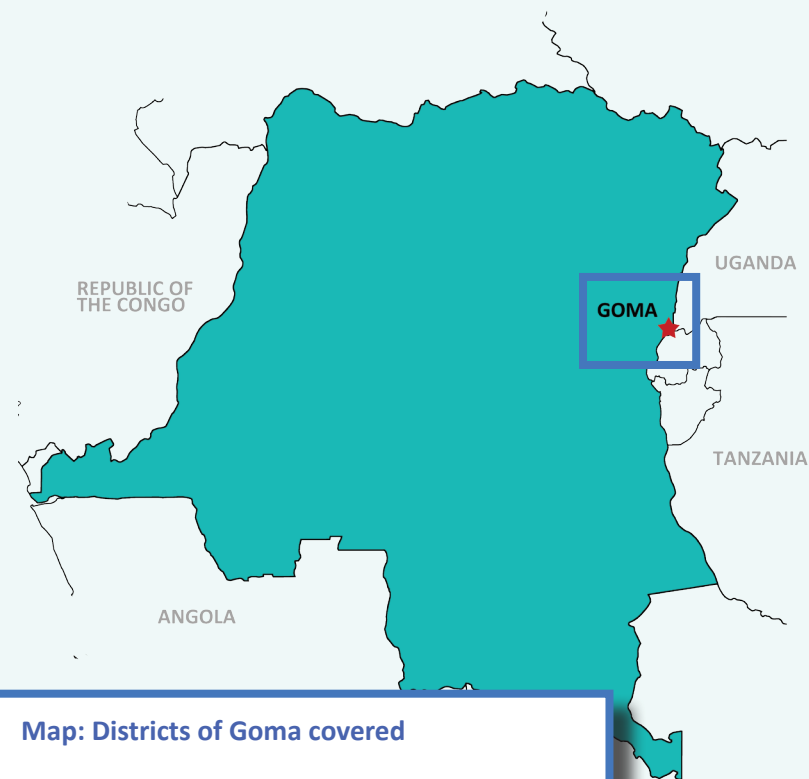 UGANDA
REPUBLIC OF
THE CONGO
GOMA
TANZANIA
ANGOLA
Map: Districts of Goma covered